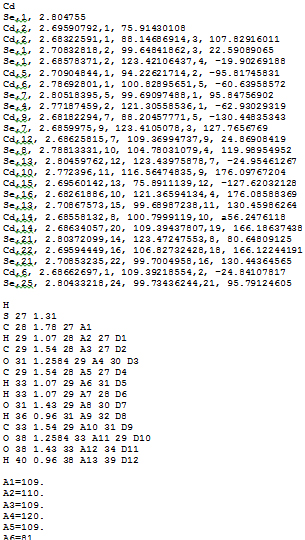 Cd
Se,1, 2.804755
Cd,2, 2.69590792,1, 75.91430108
Cd,2, 2.68322591,1, 88.14686914,3, 107.82916011
Se,1, 2.70832818,2, 99.64841862,3, 22.59089065
Se,1, 2.68578371,2, 123.42106437,4, -19.90269188
Cd,5, 2.70904844,1, 94.22621714,2, -95.81745831
Cd,6, 2.78692801,1, 100.82895651,5, -60.63958572
Se,7, 2.80518395,5, 99.6909748​8,1, 95.84756902
Se,4, 2.77187459,2, 121.30558536,1, -62.93029319
Cd,9, 2.68182294,7, 88.20457771,5, -130.44835343
Se,7, 2.6859975,9, 123.4105078,3, 127.7656769
Cd,12, 2.68625815,7, 109.36994737,9, 24.86908419
Se,8, 2.78813331,10, 104.78031079,4, 119.98954952
Se,13, 2.80459762,12, 123.43975878,7, -24.95461267
Cd,10, 2.772396,11, 116.56474835,9, 176.09767204
Cd,15, 2.69560142,13, 75.89111139,12, -127.62032128
Se,16, 2.68261886,10, 121.36594134,4, 176.08588369
Se,13, 2.70867573,15, 99.68987238,11, 130.45986264
Cd,14, 2.68558132,8, 100.7999119,10, a56.2476118
Cd,14, 2.68634057,20, 109.39437807,19, 166.18637438
Se,21, 2.80372099,14, 123.47247553,8, 80.64809125
Cd,22, 2.69594449,16, 106.82732428,18, 166.12244191
Se,21, 2.70853235,22, 99.7004958,16, 130.44364565
Cd,6, 2.68662697,1, 109.39218554,2, -24.84107817
Se,25, 2.80433218,24, 99.73436244,21, 95.79124605
H
S 27 1.31
C 28 1.78 27 A1
H 29 1.07 28 A2 27 D1
C 29 1.54 28 A3 27 D2
O 31 1.2584 29 A4 30 D3
C 29 1.54 28 A5 27 D4
H 33 1.07 29 A6 31 D5
H 33 1.07 29 A7 28 D6
O 31 1.43 29 A8 30 D7
H 36 0.96 31 A9 32 D8
C 33 1.54 29 A10 31 D9
O 38 1.2584 33 A11 29 D10
O 38 1.43 33 A12 34 D11
H 40 0.96 38 A13 39 D12
A1=109.
A2=110.
A3=109.
A4=120.
A5=109.
A6=81